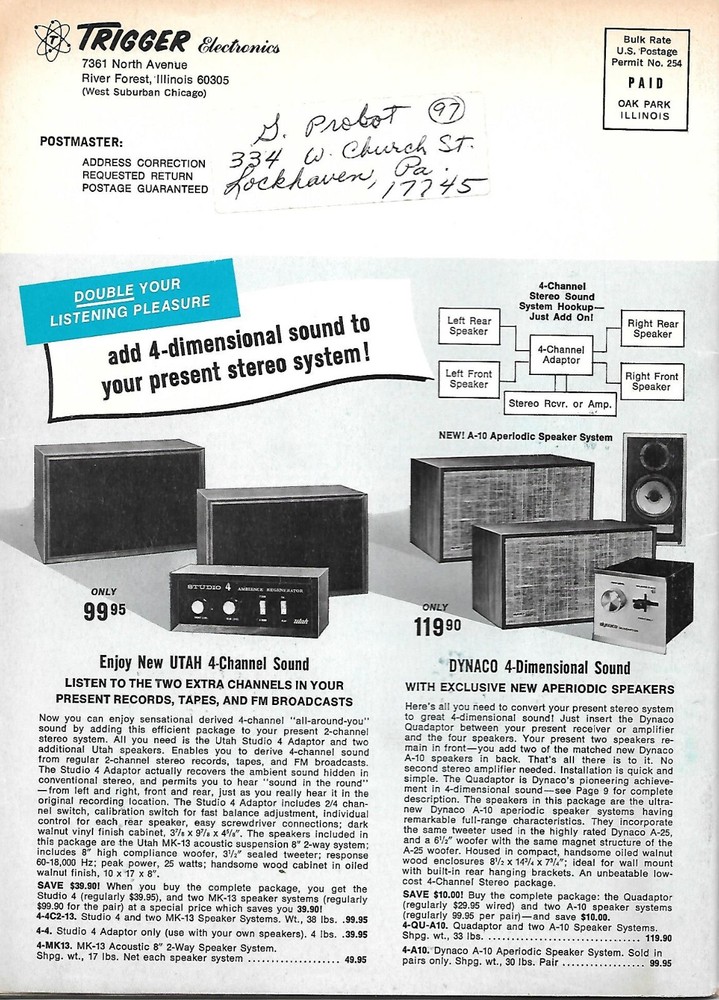 TRIGGER Electronics
7361 North Avenue
River Forest, Illinois 60305
(West Suburban Chicago)
Bulk Rate
U.S. Postage
Permit No. 254
PAID
OAK PARK
ILLINOIS
POSTMASTER:
ADDRESS CORRECTION
REQUESTED RETURN
POSTAGE GUARANTEED
G. Probot 97
334 W. Church St.
Lockhaven, Pa.
17745
DOUBLE YOUR
LISTENING PLEASURE
add 4-dimensional sound to
your present stereo system!
4-Channel
Stereo Sound
System Hookup—
Just Add On!
Left Rear
Speaker
Right Rear
Speaker
4-Channel
Adaptor
Left Front
Speaker
Right Front
Speaker
Stereo Rcvr. or Amp.
NEW! A-10 Aperiodic Speaker System
STUDIO 4 AMBIENCE REGENERATOR
utah
dynaco
ONLY
99 95
ONLY
119 90
Enjoy New UTAH 4-Channel Sound
LISTEN TO THE TWO EXTRA CHANNELS IN YOUR
PRESENT RECORDS, TAPES, AND FM BROADCASTS
Now you can enjoy sensational derived 4-channel "all-around-you"
sound by adding this efficient package to your present 2-channel
stereo system. All you need is the Utah Studio 4 Adaptor and two
additional Utah speakers. Enables you to derive 4-channel sound
from regular 2-channel stereo records, tapes, and FM broadcasts.
The Studio 4 Adaptor actually recovers the ambient sound hidden in
conventional stereo, and permits you to hear "sound in the round"
—from left and right, front and rear, just as you really hear it in the
original recording location. The Studio 4 Adaptor includes 2/4 chan-
nel switch, calibration switch for fast balance adjustment, individual
control for each rear speaker, easy screwdriver connections; dark
walnut vinyl finish cabinet, 3⅞ x 9⅞ x 4⅝". The speakers included in
this package are the Utah MK-13 acoustic suspension 8" 2-way system;
includes 8" high compliance woofer, 3½" sealed tweeter; response
60-18,000 Hz; peak power, 25 watts; handsome wood cabinet in oiled
walnut finish, 10 x 17 x 8".
SAVE $39.90! When you buy the complete package, you get the
Studio 4 (regularly $39.95), and two MK-13 speaker systems (regularly
$99.90 for the pair) at a special price which saves you 39.90!
4-4C2-13. Studio 4 and two MK-13 Speaker Systems. Wt., 38 lbs. .99.95
4-4. Studio 4 Adaptor only (use with your own speakers). 4 lbs. .39.95
4-MK13. MK-13 Acoustic 8" 2-Way Speaker System.
Shpg. wt., 17 lbs. Net each speaker system .................. 49.95
DYNACO 4-Dimensional Sound
WITH EXCLUSIVE NEW APERIODIC SPEAKERS
Here's all you need to convert your present stereo system
to great 4-dimensional sound! Just insert the Dynaco
Quadaptor between your present receiver or amplifier
and the four speakers. Your present two speakers re-
main in front—you add two of the matched new Dynaco
A-10 speakers in back. That's all there is to it. No
second stereo amplifier needed. Installation is quick and
simple. The Quadaptor is Dynaco's pioneering achieve-
ment in 4-dimensional sound—see Page 9 for complete
description. The speakers in this package are the ultra-
new Dynaco A-10 aperiodic speaker systems having
remarkable full-range characteristics. They incorporate
the same tweeter used in the highly rated Dynaco A-25,
and a 6½" woofer with the same magnet structure of the
A-25 woofer. Housed in compact, handsome oiled walnut
wood enclosures 8½ x 14¾ x 7¾"; ideal for wall mount
with built-in rear hanging brackets. An unbeatable low-
cost 4-Channel Stereo package.
SAVE $10.00! Buy the complete package: the Quadaptor
(regularly $29.95 wired) and two A-10 speaker systems
(regularly 99.95 per pair)—and save $10.00.
4-QU-A10. Quadaptor and two A-10 Speaker Systems.
Shpg. wt., 33 lbs. .......................... 119.90
4-A10. Dynaco A-10 Aperiodic Speaker System. Sold in
pairs only. Shpg. wt., 30 lbs. Pair ............... 99.95